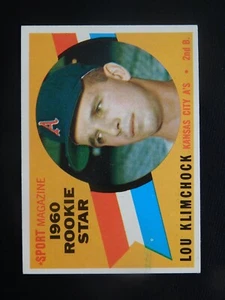 SPORT MAGAZINE
1960
ROOKIE
STAR
A
LOU KLIMCHOCK
KANSAS CITY A'S • 2nd B.